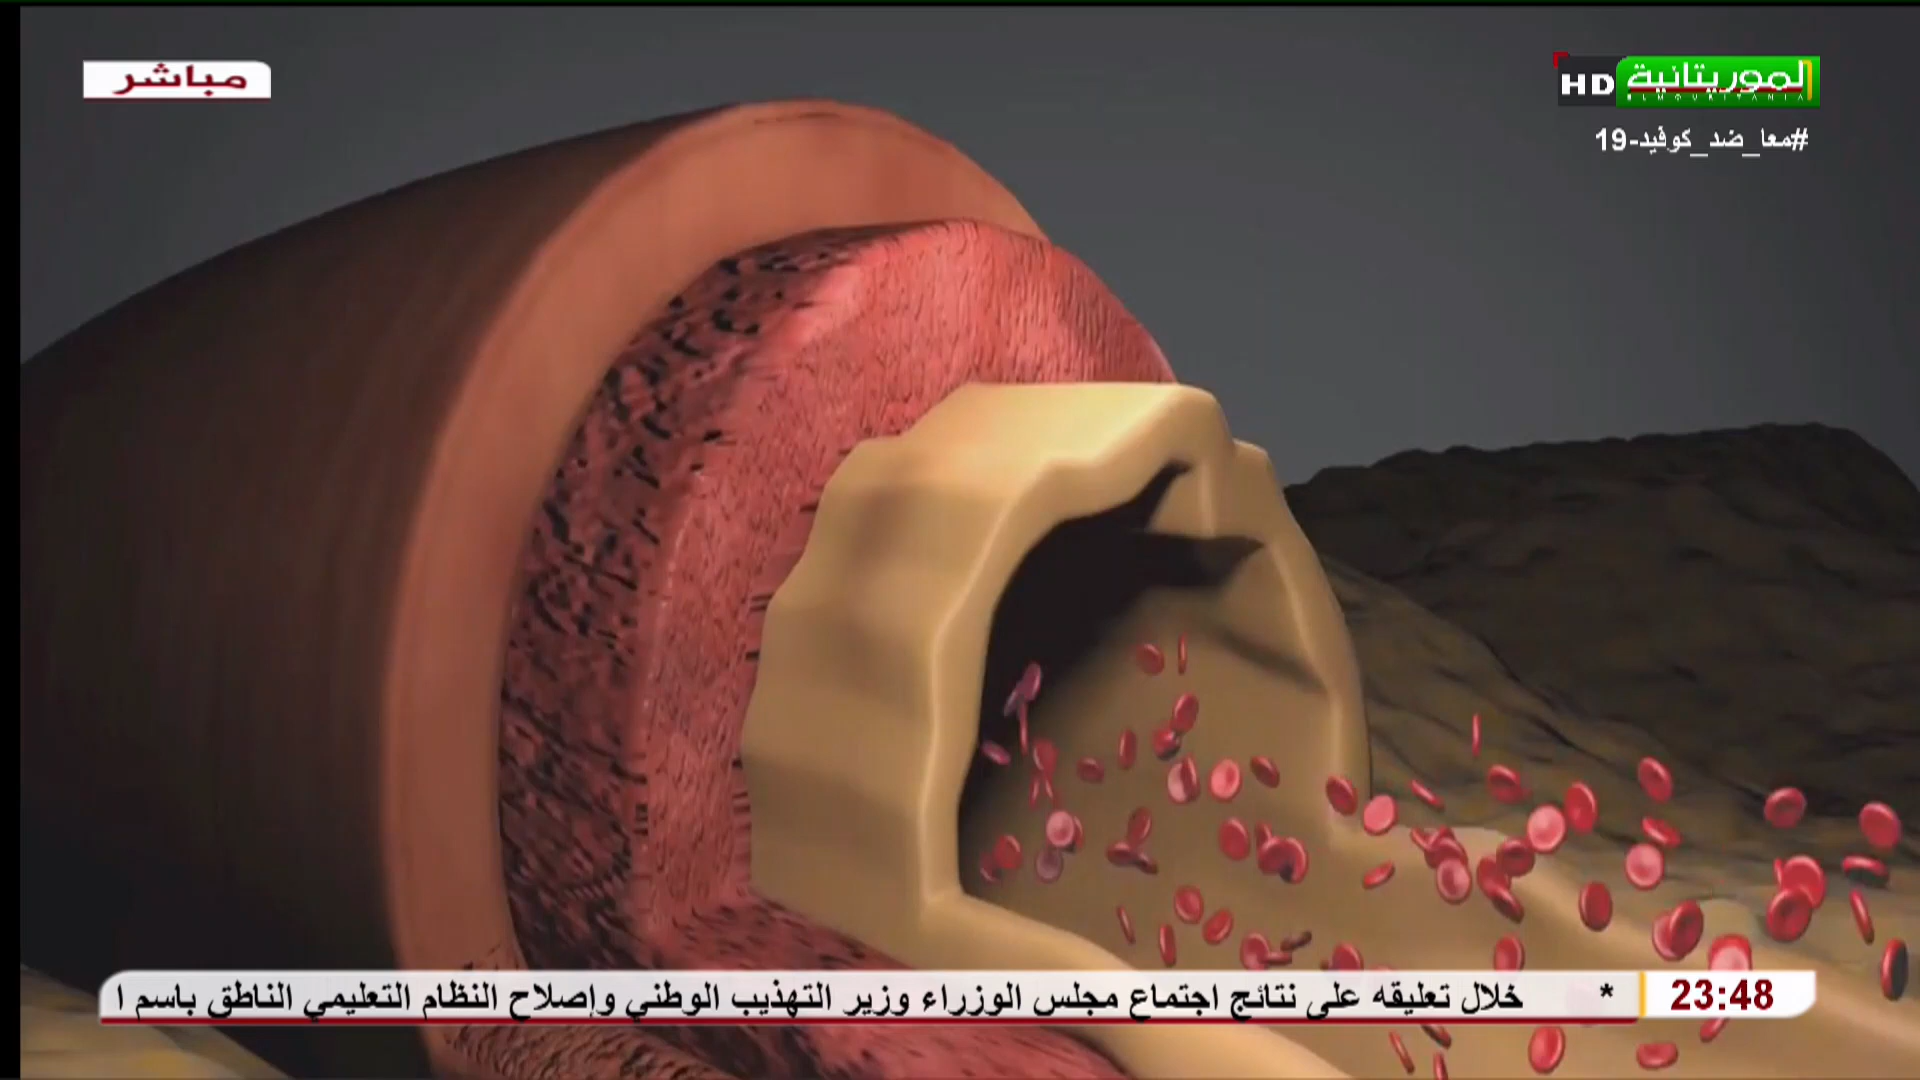 مباشر
HD الموريتانية
ELMOURITANIA
#معا_ضد_كوفيد-19
23:48
* خلال تعليقه على نتائج اجتماع مجلس الوزراء وزير التهذيب الوطني وإصلاح النظام التعليمي الناطق باسم ا